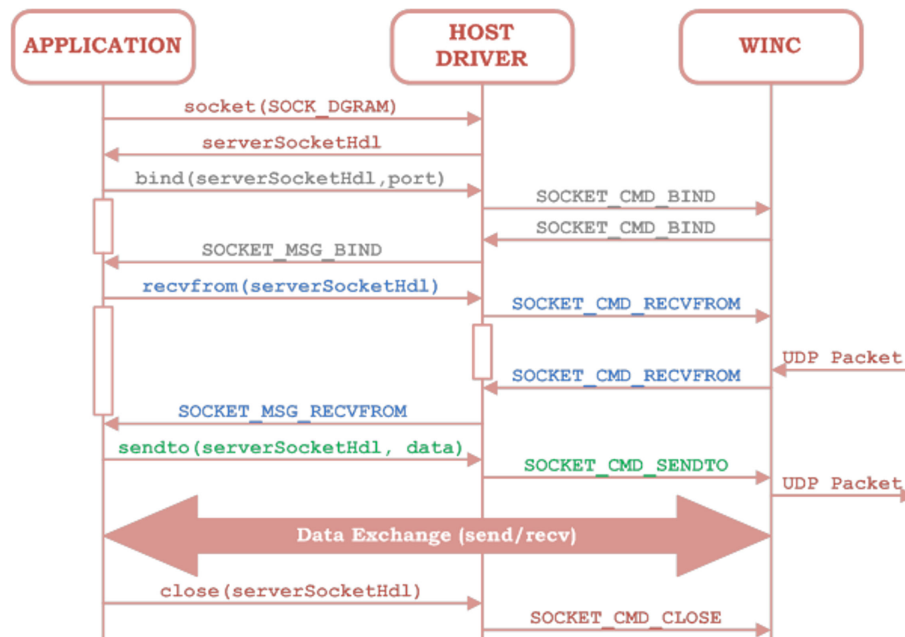 APPLICATION
HOST
DRIVER
WINC
socket(SOCK_DGRAM)
serverSocketHdl
bind(serverSocketHdl,port)
SOCKET_CMD_BIND
SOCKET_CMD_BIND
SOCKET_MSG_BIND
recvfrom(serverSocketHdl)
SOCKET_CMD_RECVFROM
UDP Packet
SOCKET_CMD_RECVFROM
SOCKET_MSG_RECVFROM
sendto(serverSocketHdl, data)
SOCKET_CMD_SENDTO
UDP Packet
Data Exchange (send/recv)
close(serverSocketHdl)
SOCKET_CMD_CLOSE